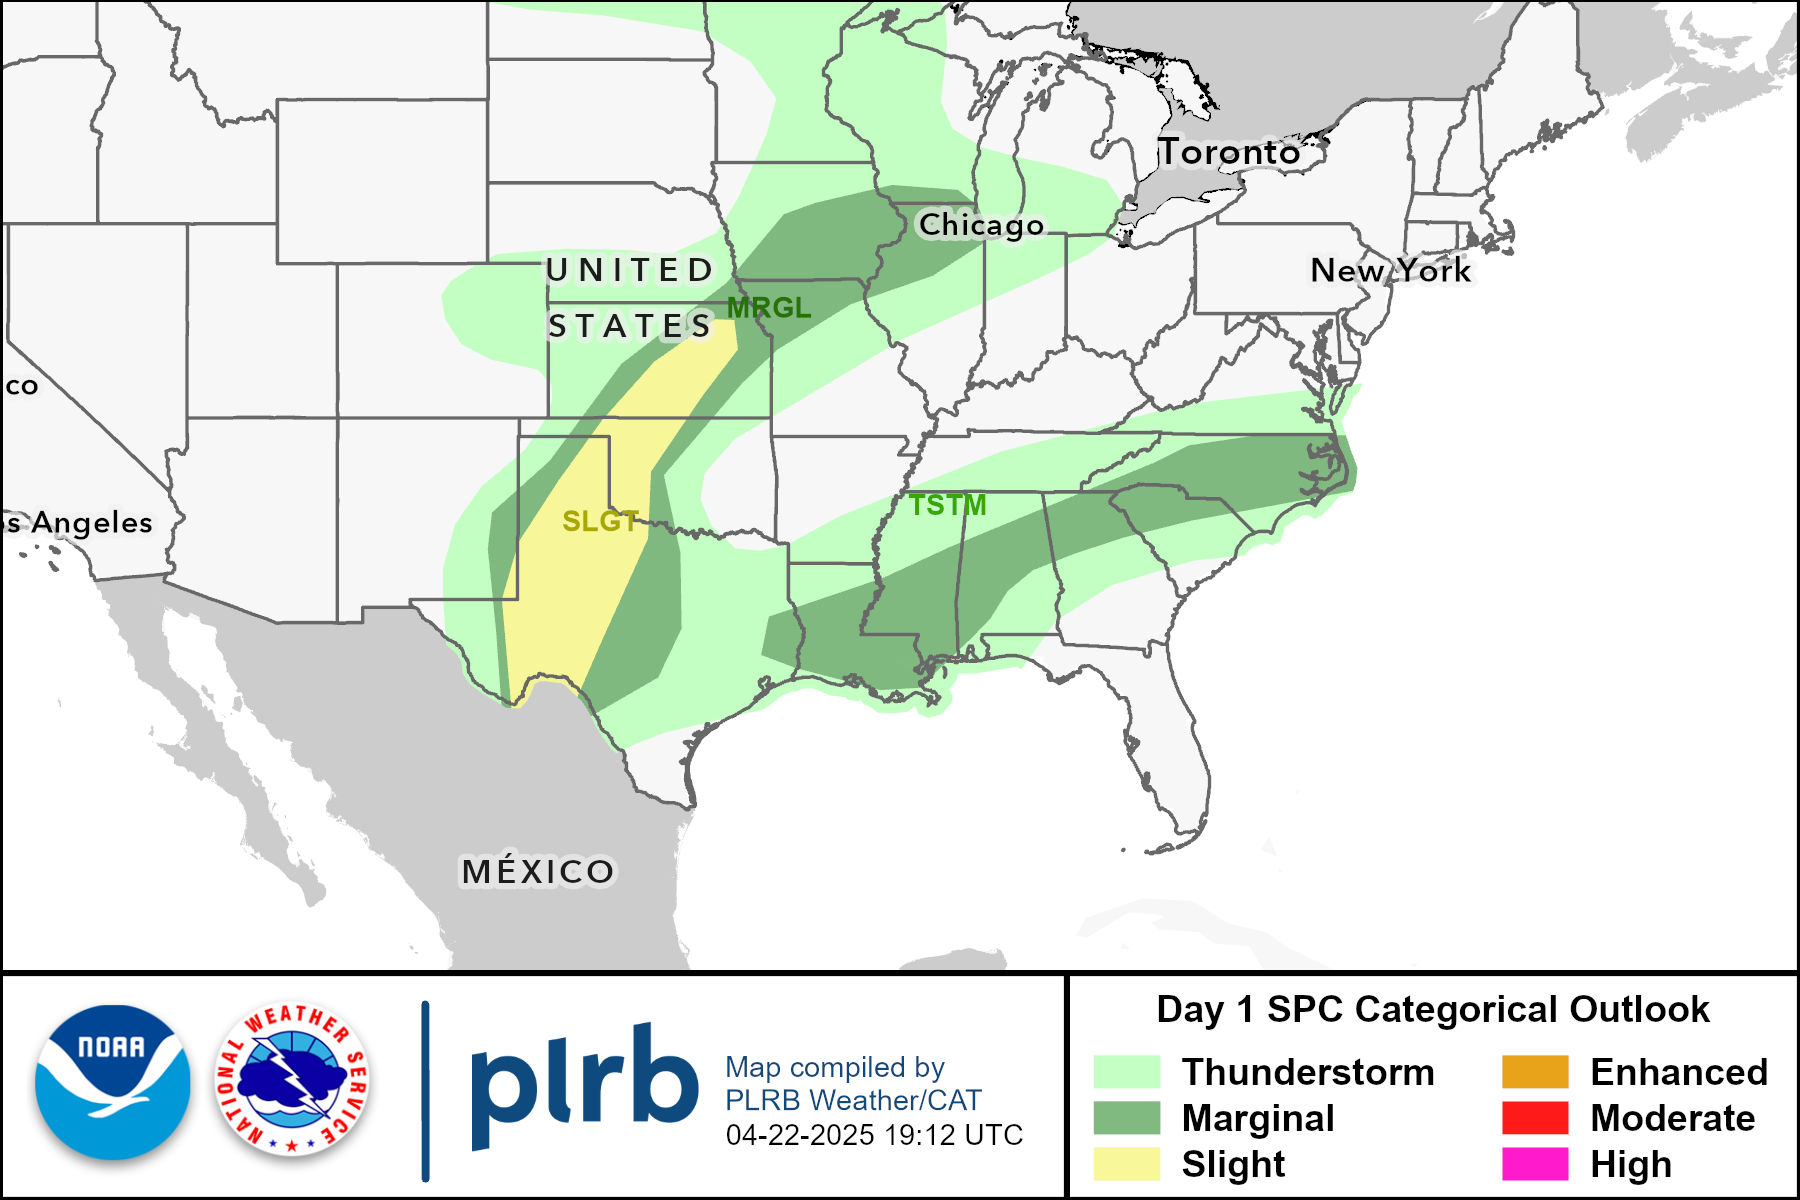 Toronto
Chicago
New York
UNITED
STATES
MRGL
co
os Angeles
SLGT
TSTM
MÉXICO
NOAA
NATIONAL WEATHER SERVICE
plrb
Map compiled by
PLRB Weather/CAT
04-22-2025 19:12 UTC
Day 1 SPC Categorical Outlook
Thunderstorm
Marginal
Slight
Enhanced
Moderate
High